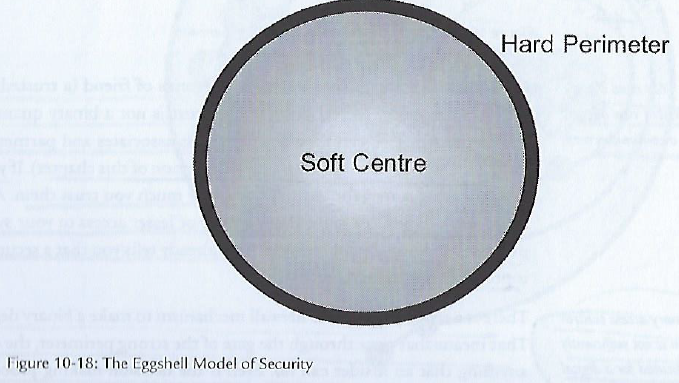 Hard Perimeter
Soft Centre
Figure 10-18: The Eggshell Model of Security